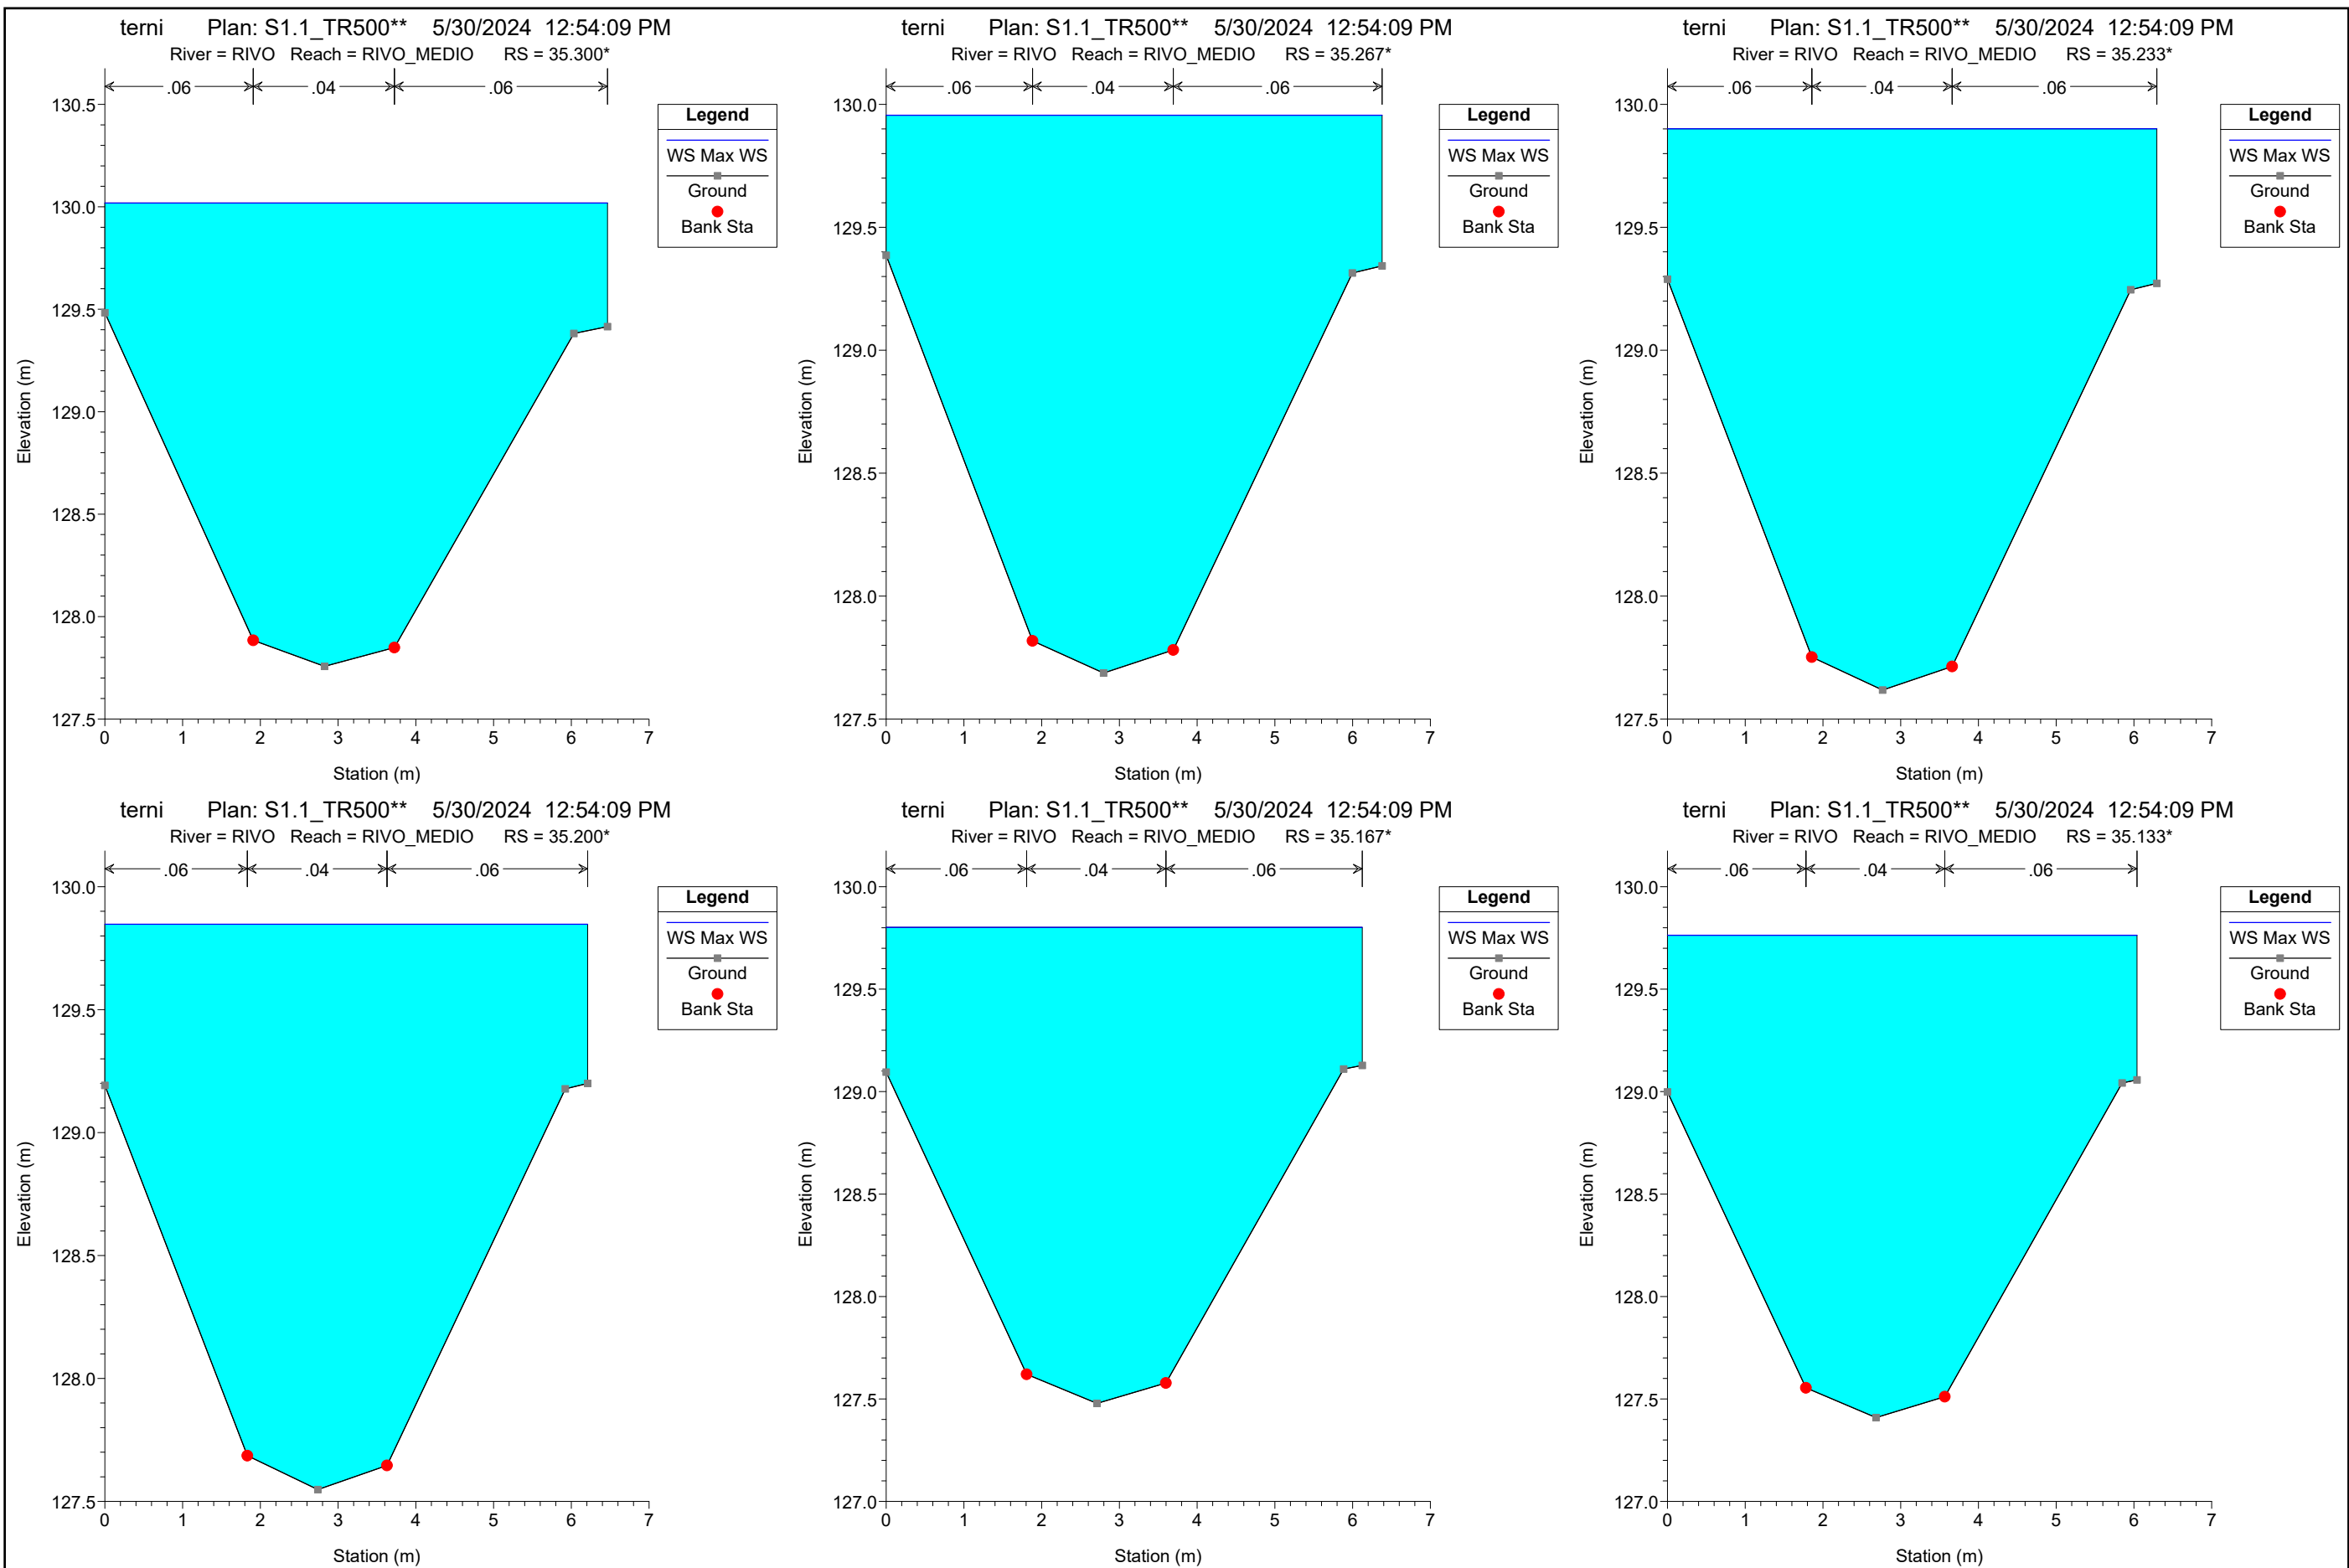 terni Plan: S1.1_TR500** 5/30/2024 12:54:09 PM
River = RIVO Reach = RIVO_MEDIO RS = 35.300*
.06 .04 .06
130.5
130.0
129.5
129.0
128.5
128.0
127.5
0 1 2 3 4 5 6 7
Station (m)
Elevation (m)
Legend
WS Max WS
Ground
Bank Sta
terni Plan: S1.1_TR500** 5/30/2024 12:54:09 PM
River = RIVO Reach = RIVO_MEDIO RS = 35.267*
.06 .04 .06
130.0
129.5
129.0
128.5
128.0
127.5
0 1 2 3 4 5 6 7
Station (m)
Elevation (m)
Legend
WS Max WS
Ground
Bank Sta
terni Plan: S1.1_TR500** 5/30/2024 12:54:09 PM
River = RIVO Reach = RIVO_MEDIO RS = 35.233*
.06 .04 .06
130.0
129.5
129.0
128.5
128.0
127.5
0 1 2 3 4 5 6 7
Station (m)
Elevation (m)
Legend
WS Max WS
Ground
Bank Sta
terni Plan: S1.1_TR500** 5/30/2024 12:54:09 PM
River = RIVO Reach = RIVO_MEDIO RS = 35.200*
.06 .04 .06
130.0
129.5
129.0
128.5
128.0
127.5
0 1 2 3 4 5 6 7
Station (m)
Elevation (m)
Legend
WS Max WS
Ground
Bank Sta
terni Plan: S1.1_TR500** 5/30/2024 12:54:09 PM
River = RIVO Reach = RIVO_MEDIO RS = 35.167*
.06 .04 .06
130.0
129.5
129.0
128.5
128.0
127.5
127.0
0 1 2 3 4 5 6 7
Station (m)
Elevation (m)
Legend
WS Max WS
Ground
Bank Sta
terni Plan: S1.1_TR500** 5/30/2024 12:54:09 PM
River = RIVO Reach = RIVO_MEDIO RS = 35.133*
.06 .04 .06
130.0
129.5
129.0
128.5
128.0
127.5
127.0
0 1 2 3 4 5 6 7
Station (m)
Elevation (m)
Legend
WS Max WS
Ground
Bank Sta